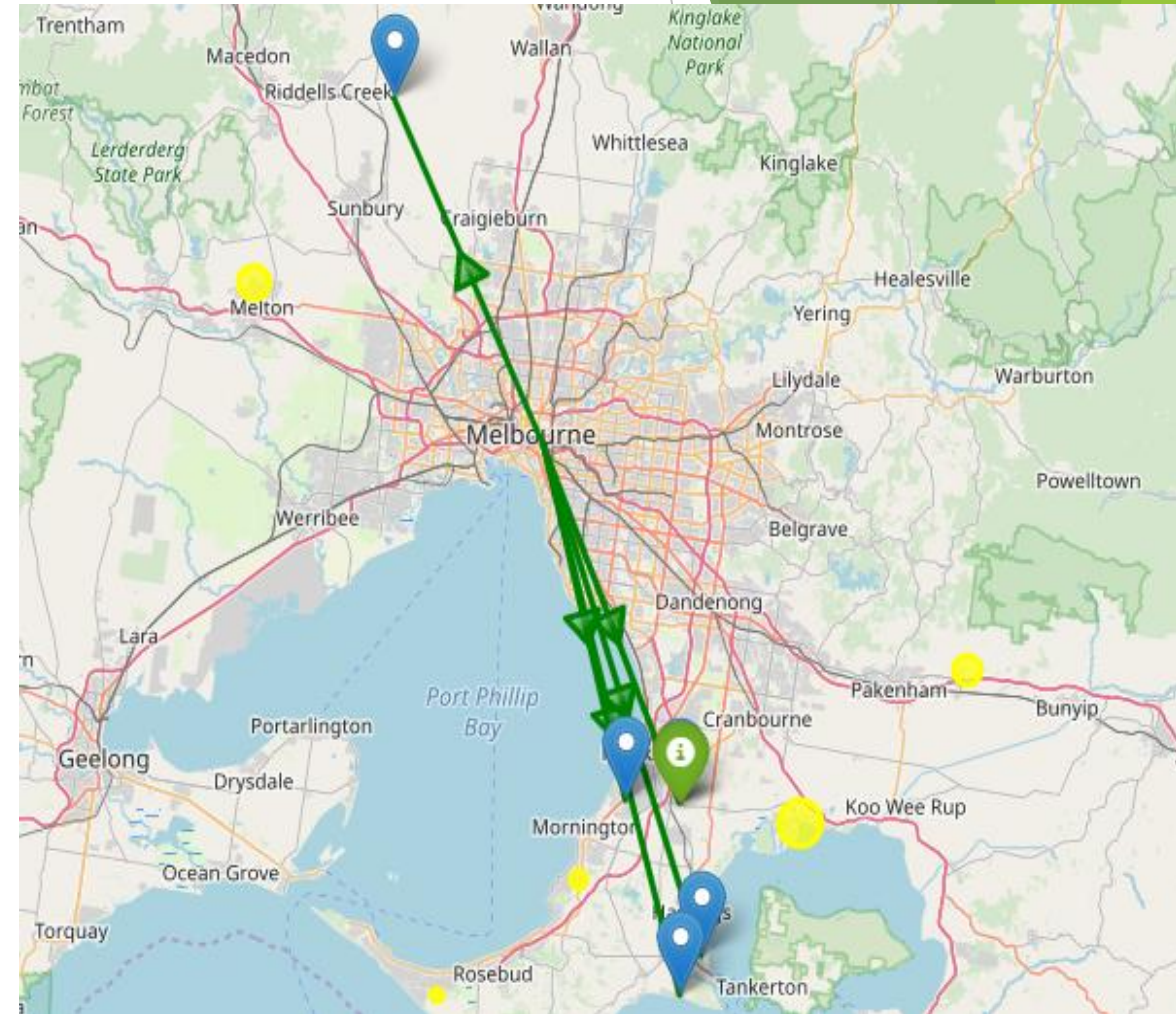 Wandong
Trentham
Kinglake
National
Park
Macedon
Wallan
Riddells Creek
Forest
Whittlesea
Lerderderg
State Park
Kinglake
Sunbury
Craigieburn
Healesville
Melton
Yering
Lilydale
Warburton
Montrose
Melbourne
Powelltown
Werribee
Belgrave
Dandenong
Lara
Pakenham
Port Phillip
Bay
Bunyip
Cranbourne
Portarlington
Geelong
Drysdale
i
Koo Wee Rup
Mornington
Ocean Grove
Torquay
Rosebud
Tankerton